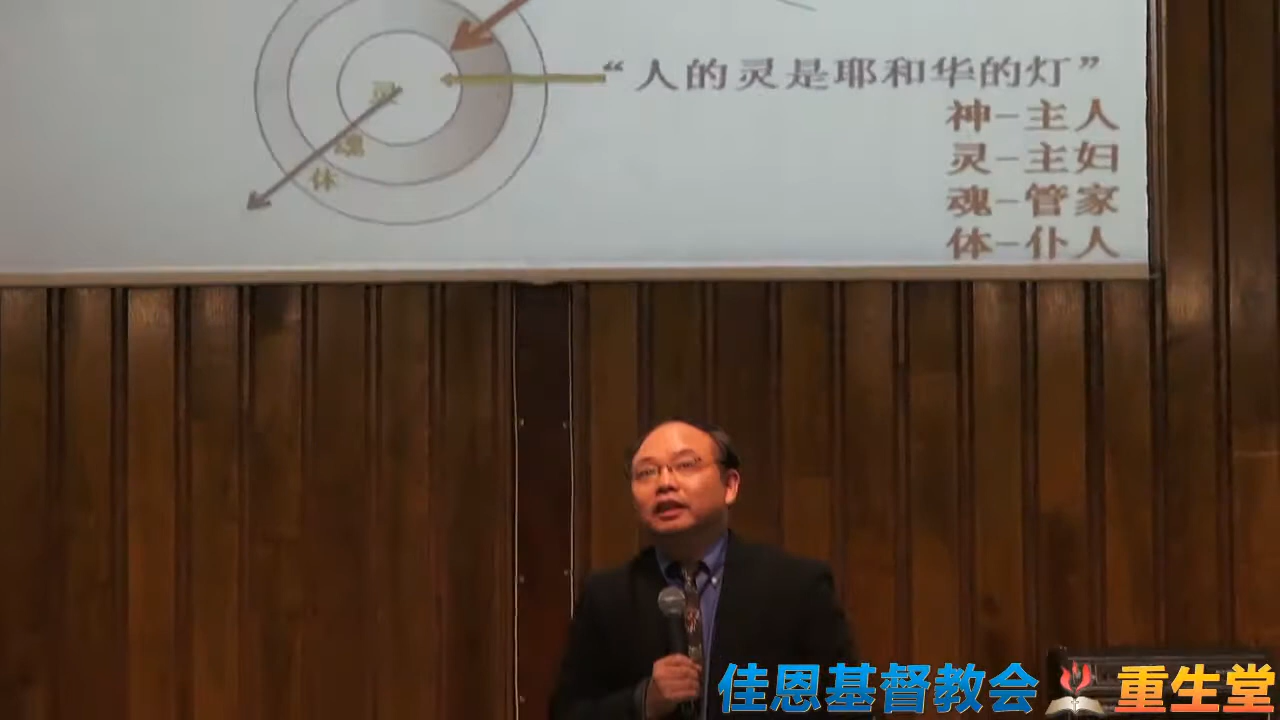 “人的灵是耶和华的灯”
神-主人
灵-主妇
魂-管家
体-仆人
灵
魂
体
佳恩基督教会 重生堂